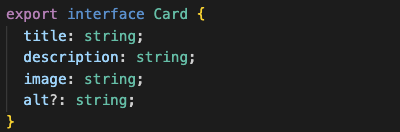 export interface Card {
  title: string;
  description: string;
  image: string;
  alt?: string;
}